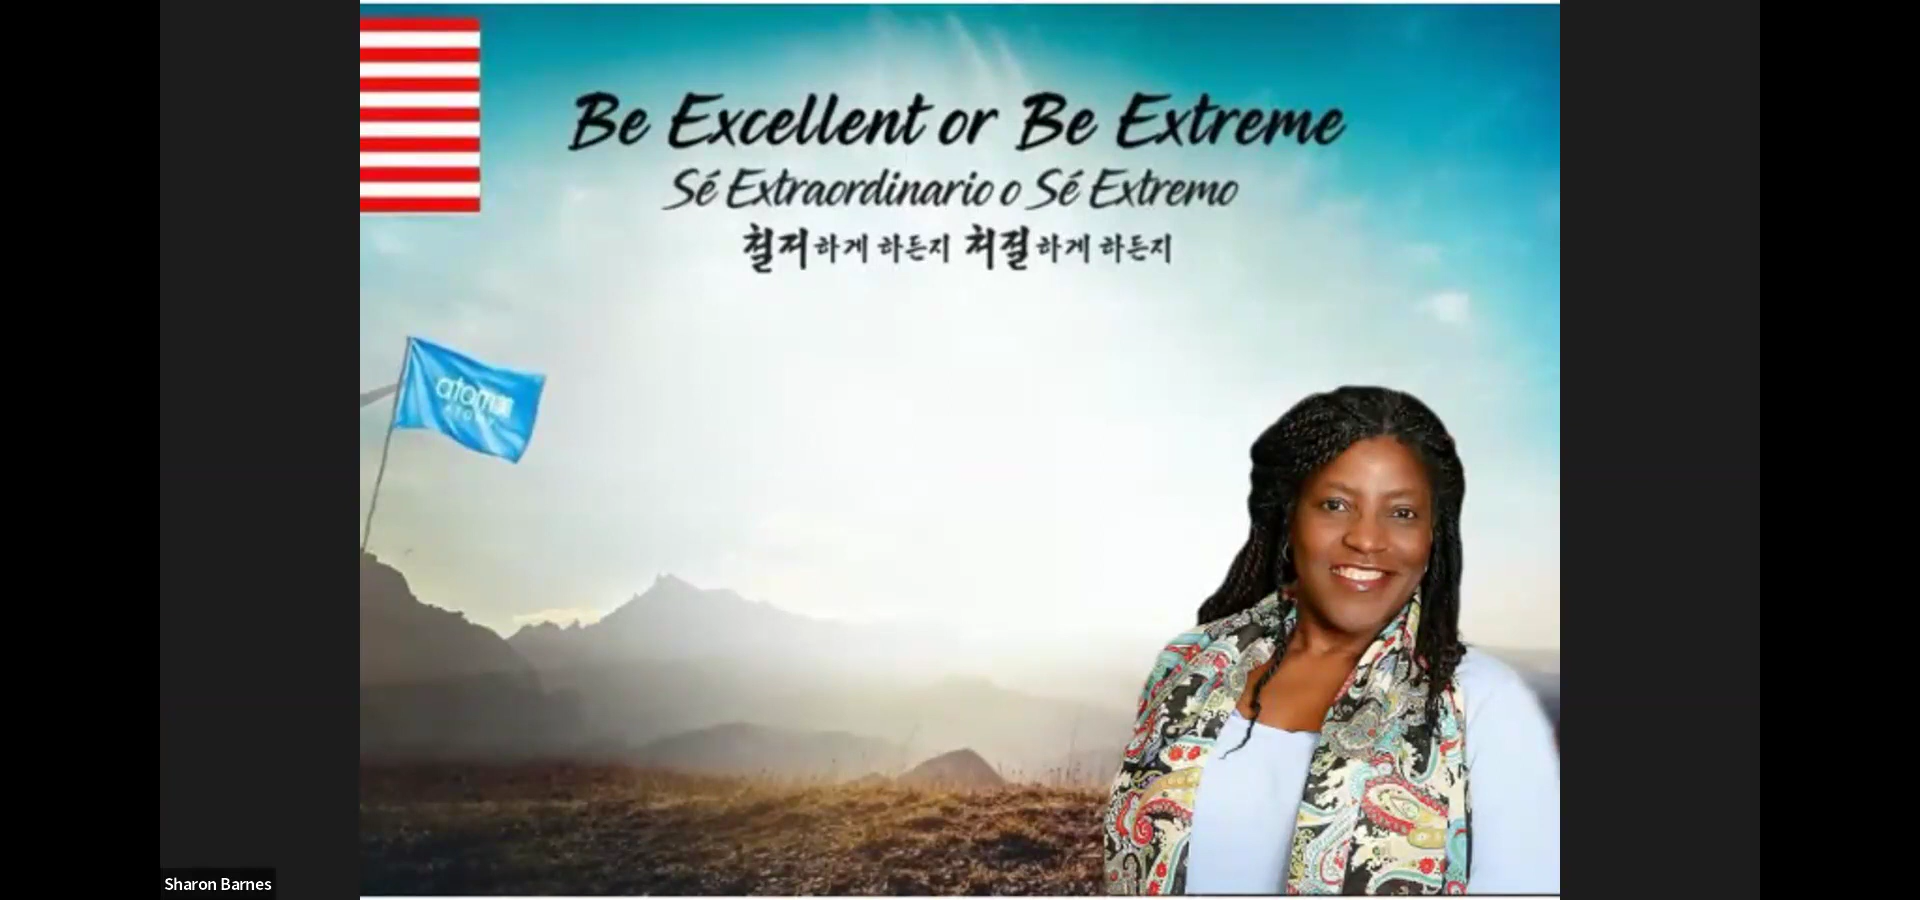 Be Excellent or Be Extreme
Sé Extraordinario o Sé Extremo
철저하게 하든지 처절하게 하든지
atom
Sharon Barnes